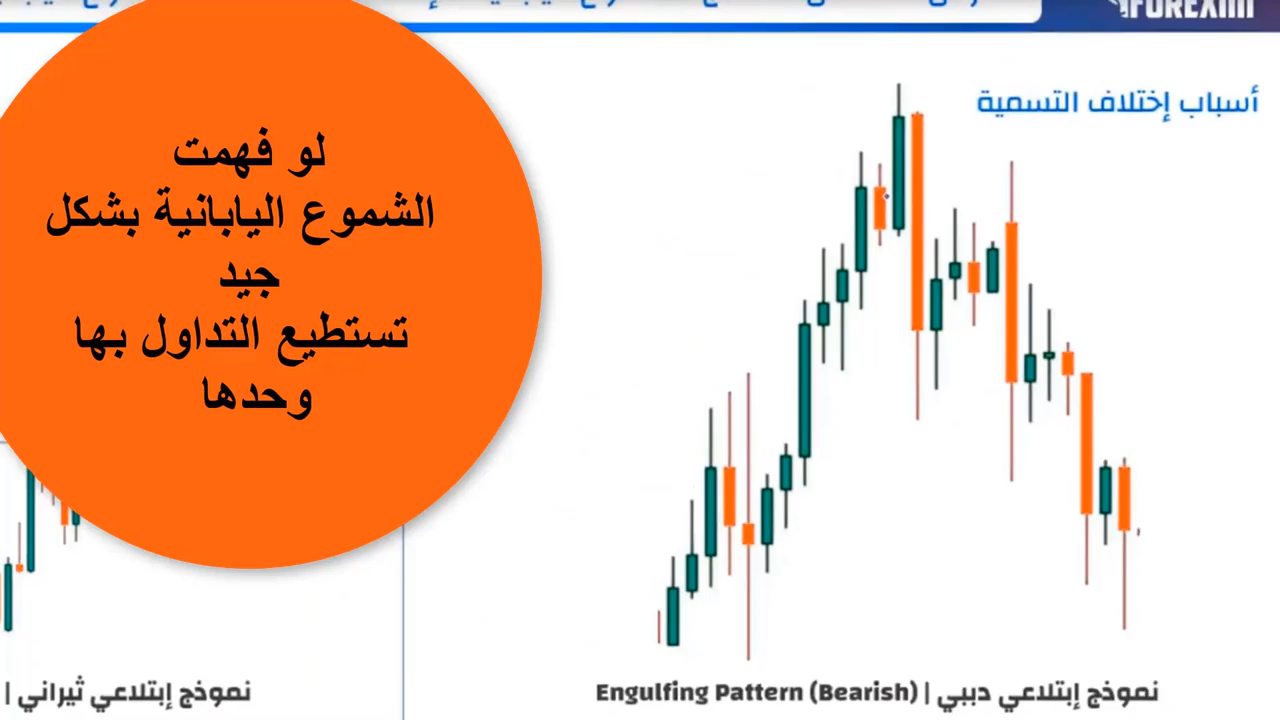 أسباب إختلاف التسمية
لو فهمت
الشموع اليابانية بشكل
جيد
تستطيع التداول بها
وحدها
نموذج إبتلاعي دببي | Engulfing Pattern (Bearish)
نموذج إبتلاعي ثيراني |